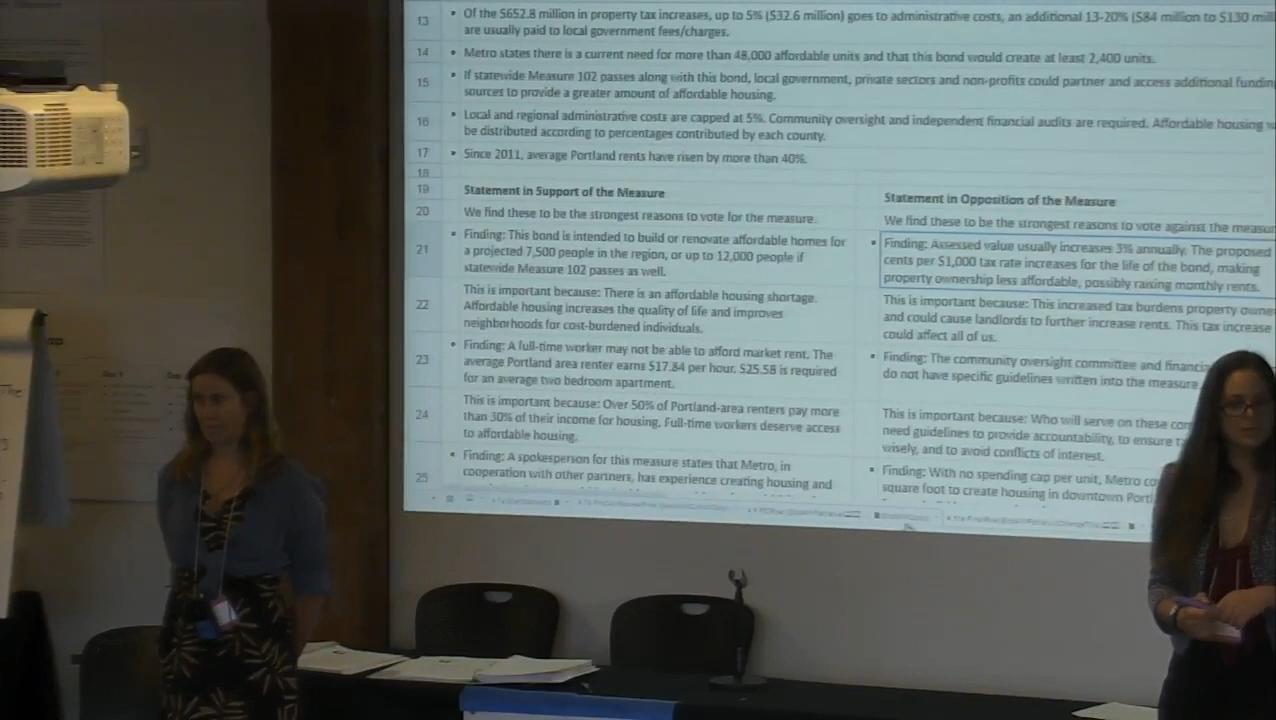 13 • Of the $652.8 million in property tax increases, up to 5% ($32.6 million) goes to administrative costs, an additional 13-20% ($84 million to $130
are usually paid to local government fees/charges.
14 • Metro states there is a current need for more than 48,000 affordable units and that this bond would create at least 2,400 units.
15 • If statewide Measure 102 passes along with this bond, local government, private sectors and non-profits could partner and access additional
sources to provide a greater amount of affordable housing.
16 • Local and regional administrative costs are capped at 5%. Community oversight and independent financial audits are required. Affordable housing
be distributed according to percentages contributed by each county.
17 • Since 2011, average Portland rents have risen by more than 40%.
18
19 Statement in Support of the Measure
20 We find these to be the strongest reasons to vote for the measure.
21 • Finding: This bond is intended to build or renovate affordable homes for
a projected 7,500 people in the region, or up to 12,000 people if
statewide Measure 102 passes as well.
22 This is important because: There is an affordable housing shortage.
Affordable housing increases the quality of life and improves
neighborhoods for cost-burdened individuals.
23 • Finding: A full-time worker may not be able to afford market rent. The
average Portland area renter earns $17.84 per hour. $25.58 is required
for an average two bedroom apartment.
24 This is important because: Over 50% of Portland-area renters pay more
than 30% of their income for housing. Full-time workers deserve access
to affordable housing.
25 • Finding: A spokesperson for this measure states that Metro, in
cooperation with other partners, has experience creating housing and
Statement in Opposition of the Measure
We find these to be the strongest reasons to vote against the
• Finding: Assessed value usually increases 3% annually. The proposed
cents per $1,000 tax rate increases for the life of the bond, making
property ownership less affordable, possibly raising monthly rents.
This is important because: This increased tax burdens property
and could cause landlords to further increase rents. This tax increase
could affect all of us.
• Finding: The community oversight committee and
do not have specific guidelines written into the measure
This is important because: Who will serve on these
need guidelines to provide accountability, to ensure
wisely, and to avoid conflicts of interest.
• Finding: With no spending cap per unit, Metro
square foot to create housing in downtown